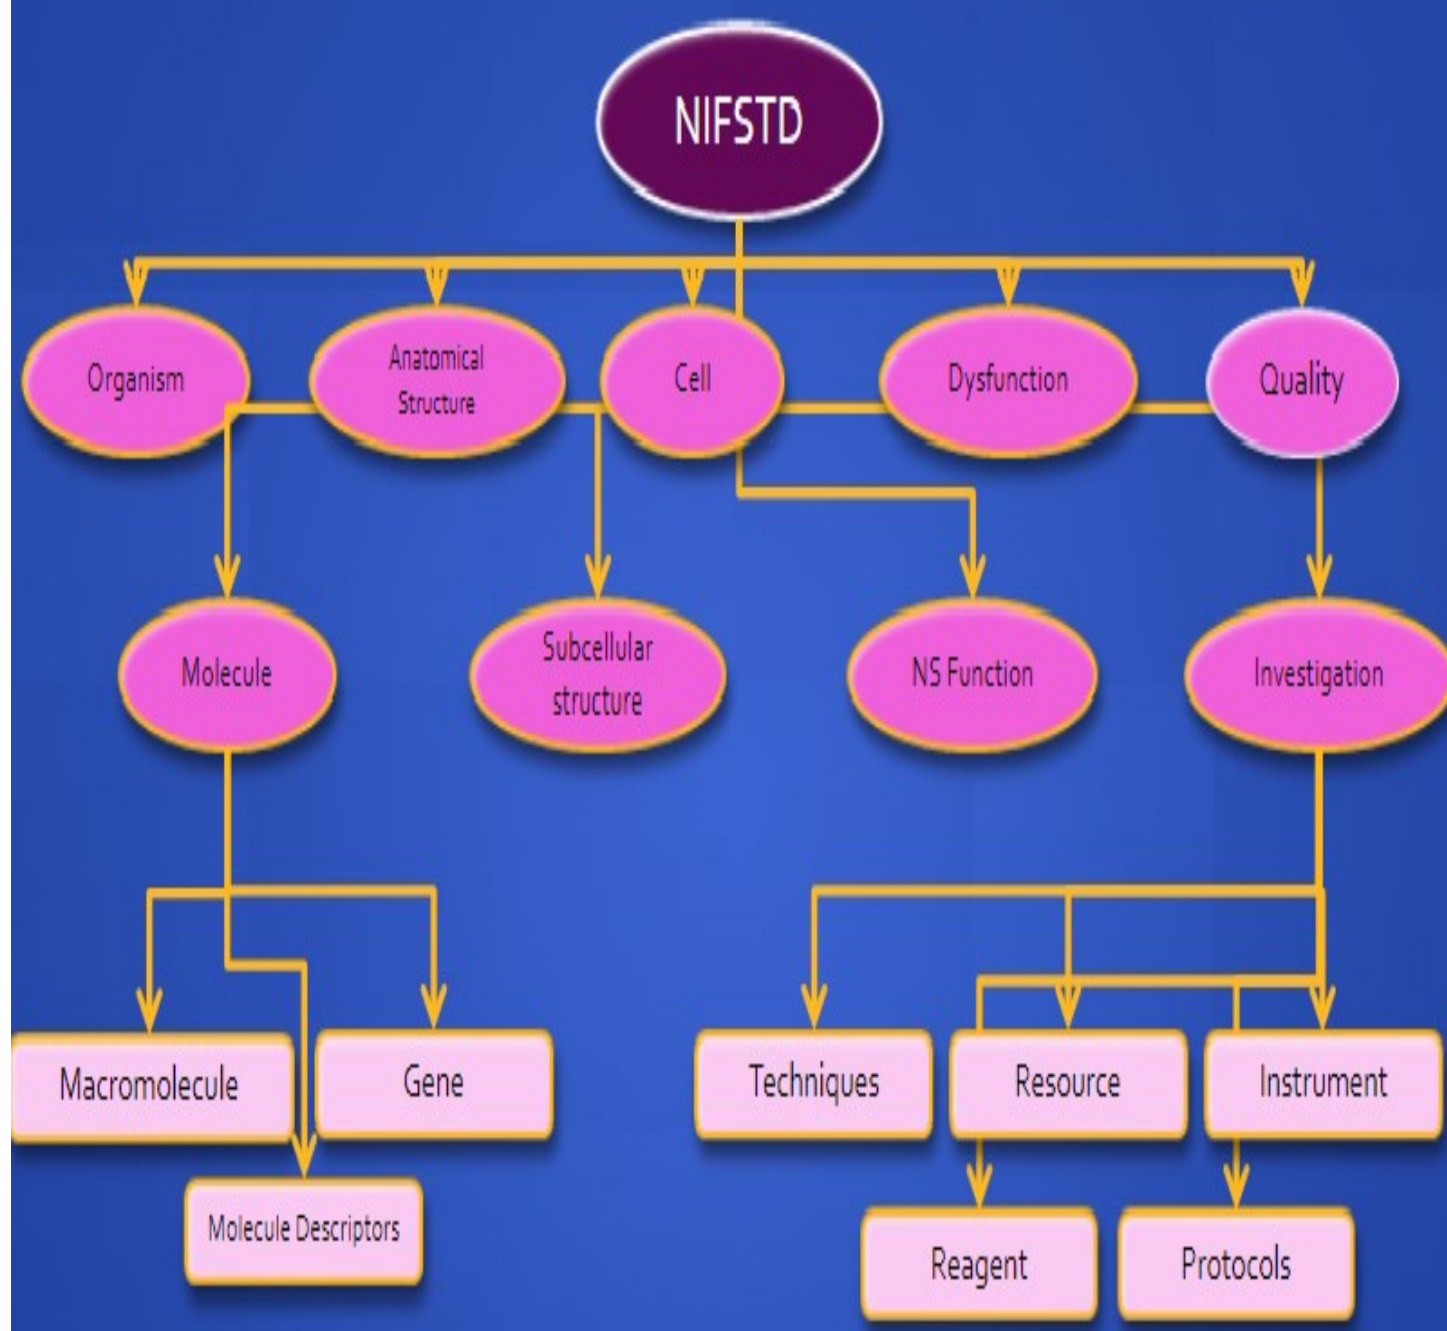 NIFSTD
Organism
Anatomical
Structure
Cell
Dysfunction
Quality
Molecule
Subcellular
structure
NS Function
Investigation
Macromolecule
Gene
Techniques
Resource
Instrument
Molecule Descriptors
Reagent
Protocols